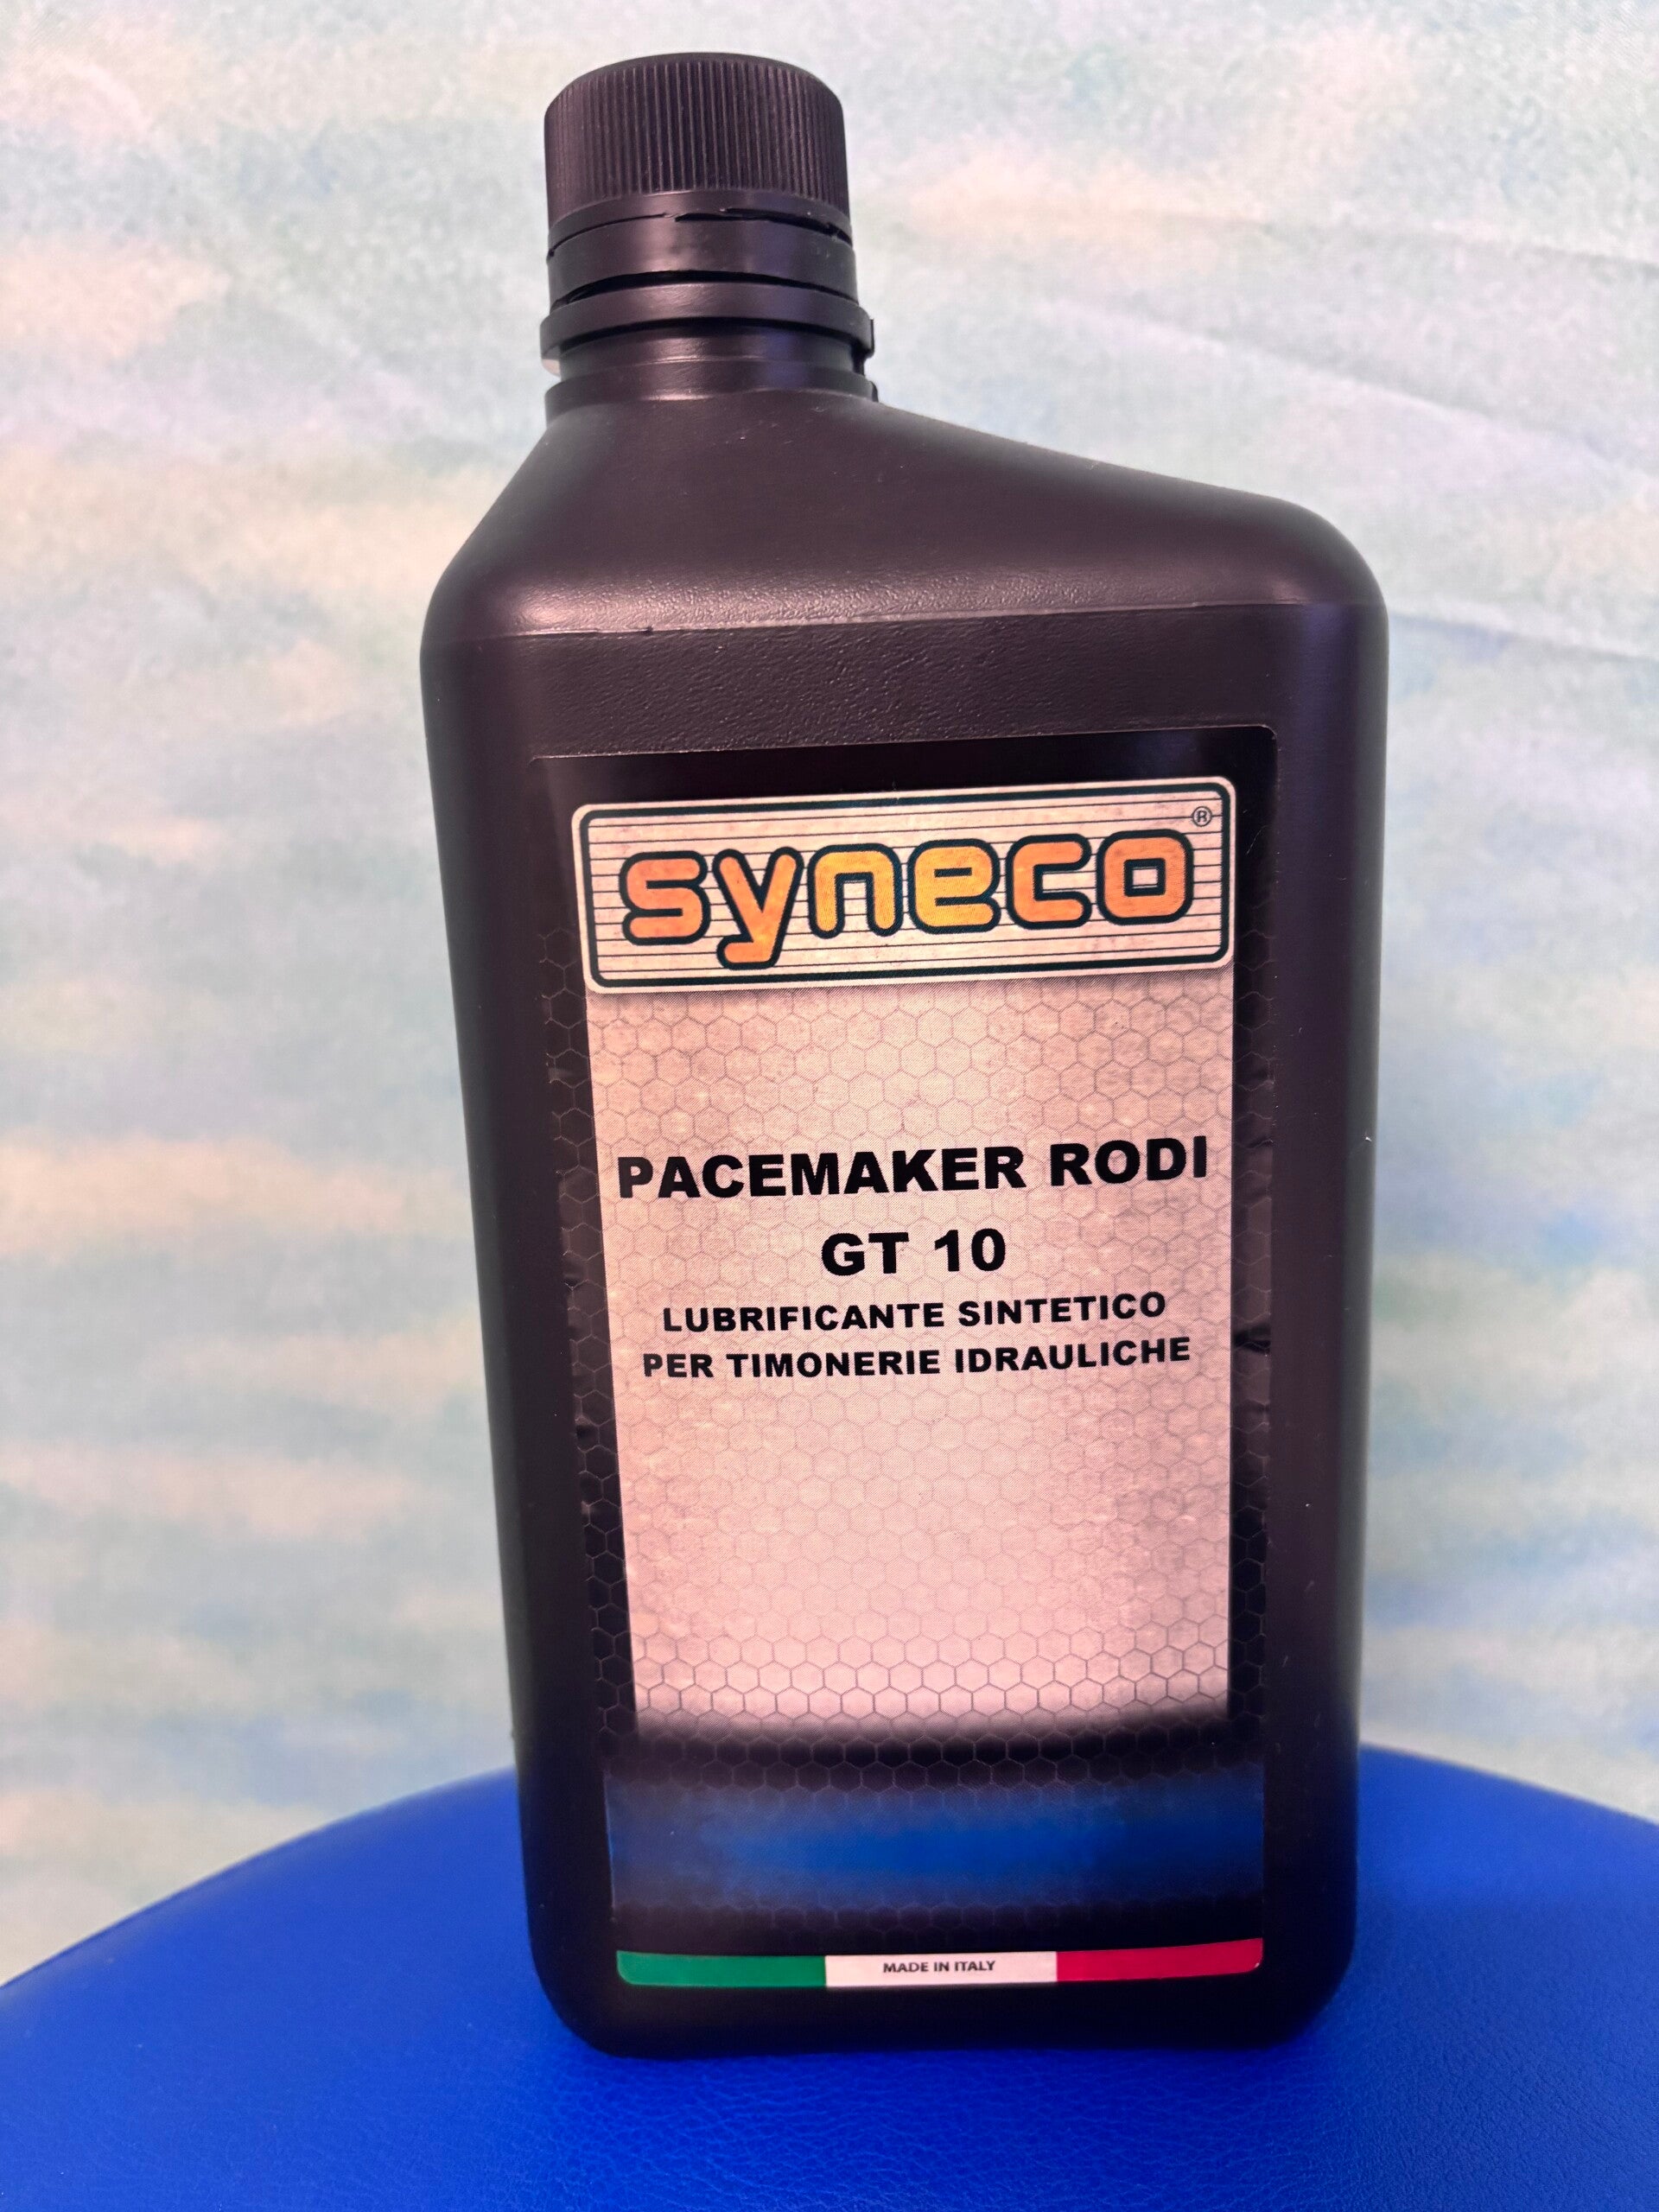 syneco®
PACEMAKER RODI
GT 10
LUBRIFICANTE SINTETICO
PER TIMONERIE IDRAULICHE
MADE IN ITALY